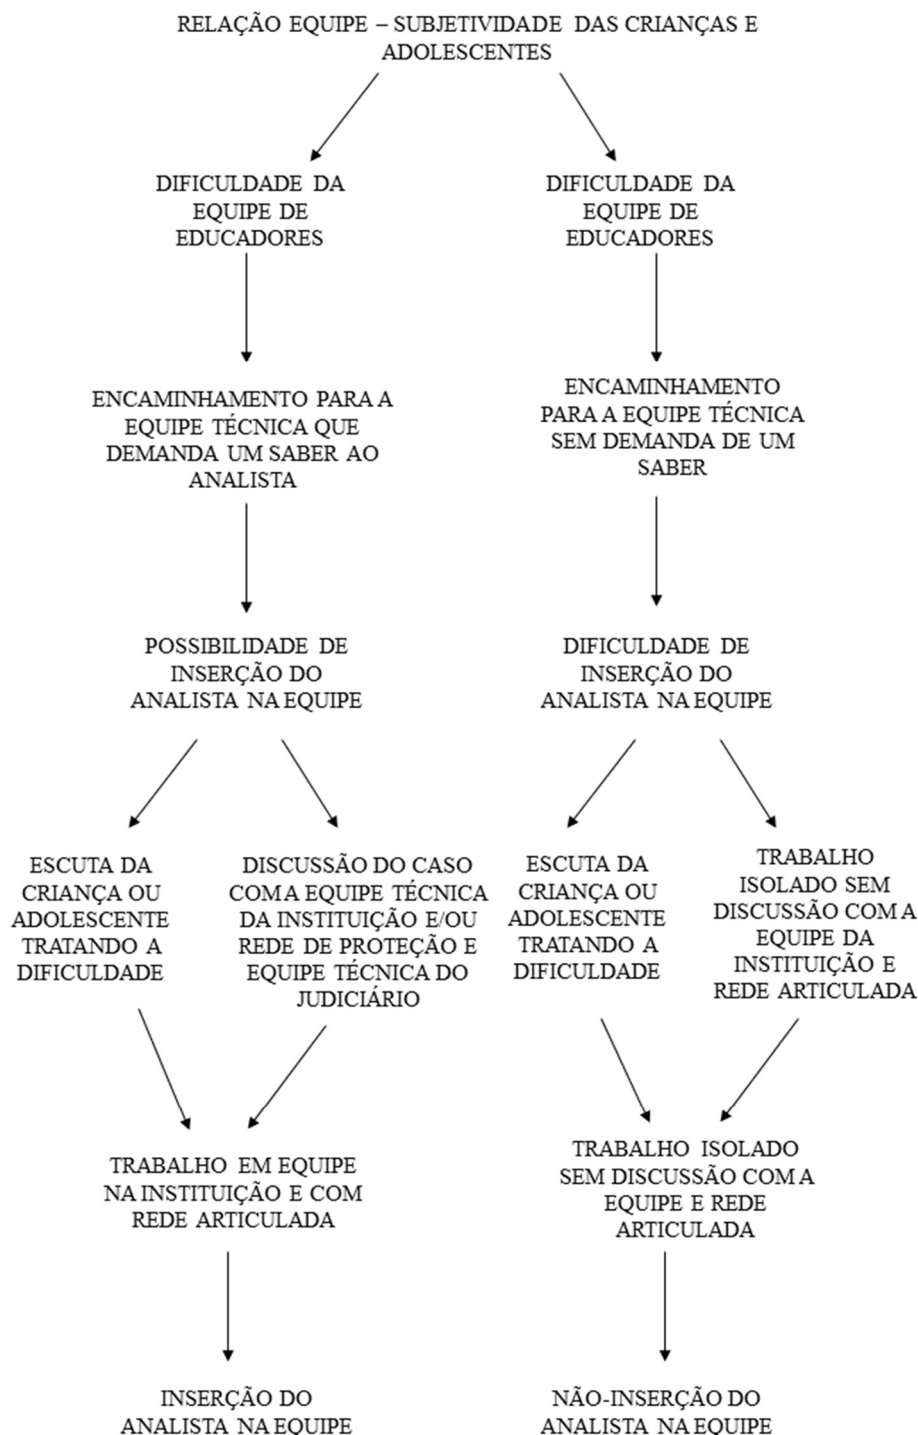 RELAÇÃO EQUIPE – SUBJETIVIDADE DAS CRIANÇAS E
ADOLESCENTES
DIFICULDADE DA
EQUIPE DE
EDUCADORES
DIFICULDADE DA
EQUIPE DE
EDUCADORES
ENCAMINHAMENTO PARA A
EQUIPE TÉCNICA QUE
DEMANDA UM SABER AO
ANALISTA
ENCAMINHAMENTO
PARA A EQUIPE TÉCNICA
SEM DEMANDA DE UM
SABER
POSSIBILIDADE DE
INSERÇÃO DO
ANALISTA NA EQUIPE
DIFICULDADE DE
INSERÇÃO DO
ANALISTA NA EQUIPE
ESCUTA DA
CRIANÇA OU
ADOLESCENTE
TRATANDO A
DIFICULDADE
DISCUSSÃO DO CASO
COM A EQUIPE TÉCNICA
DA INSTITUIÇÃO E/OU
REDE DE PROTEÇÃO E
EQUIPE TÉCNICA DO
JUDICIÁRIO
ESCUTA DA
CRIANÇA OU
ADOLESCENTE
TRATANDO A
DIFICULDADE
TRABALHO
ISOLADO SEM
DISCUSSÃO COM A
EQUIPE DA
INSTITUIÇÃO E
REDE ARTICULADA
TRABALHO EM EQUIPE
NA INSTITUIÇÃO E COM
REDE ARTICULADA
TRABALHO ISOLADO
SEM DISCUSSÃO COM A
EQUIPE E REDE
ARTICULADA
INSERÇÃO DO
ANALISTA NA EQUIPE
NÃO-INSERÇÃO DO
ANALISTA NA EQUIPE